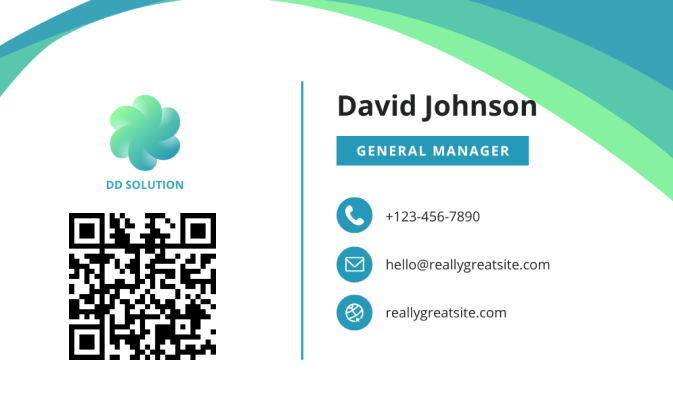 DD SOLUTION
David Johnson
GENERAL MANAGER
+123-456-7890
hello@reallygreatsite.com
reallygreatsite.com